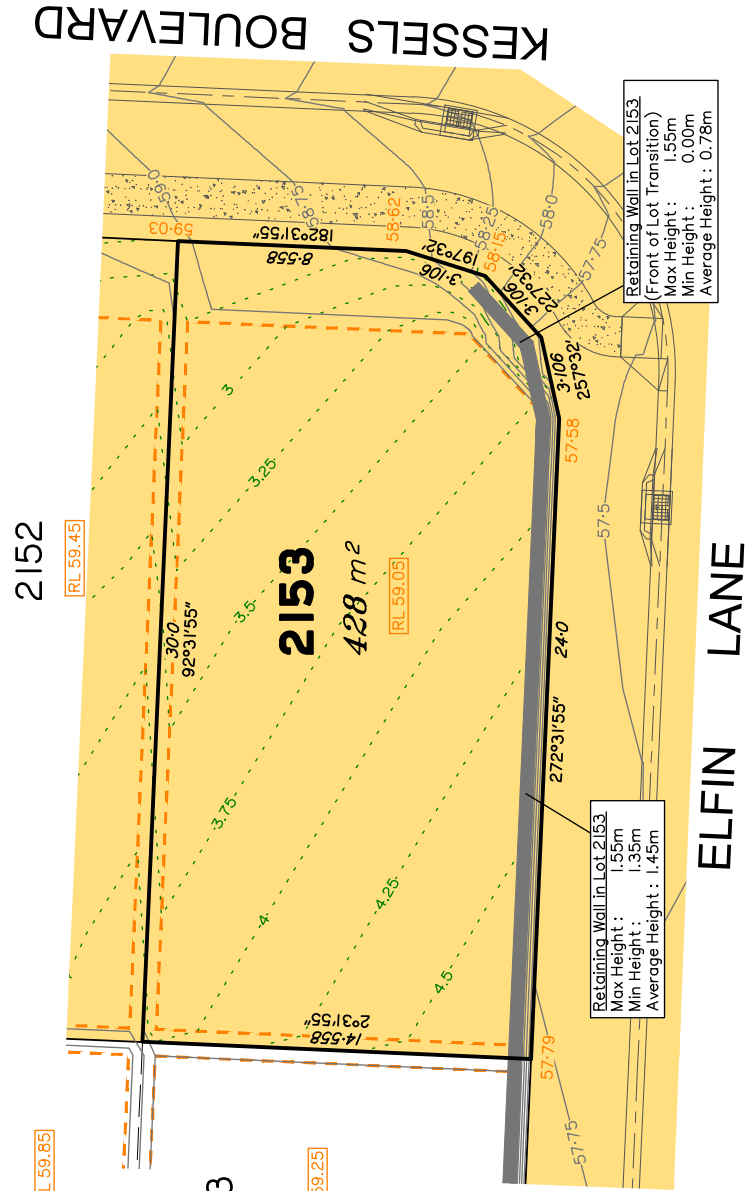 KESSELS BOULEVARD
Retaining Wall in Lot 2153
(Front of Lot Transition)
Max Height : 1.55m
Min Height : 0.00m
Average Height : 0.78m
59.0
58.75
58.5
58.25
58.0
57.75
59.03
58.62
58.15
182°31'55"
8.558
197°32'
3.106
3.106
227°32'
3.106
257°32'
57.58
57.5
3
3.25
3.5
3.75
4
4.25
4.5
2152
RL 59.45
2153
428 m²
RL 59.05
30.0
92°31'55"
24.0
272°31'55"
ELFIN LANE
Retaining Wall in Lot 2153
Max Height : 1.55m
Min Height : 1.35m
Average Height : 1.45m
14.558
2°31'55"
57.79
57.75
L 59.85
59.25
3